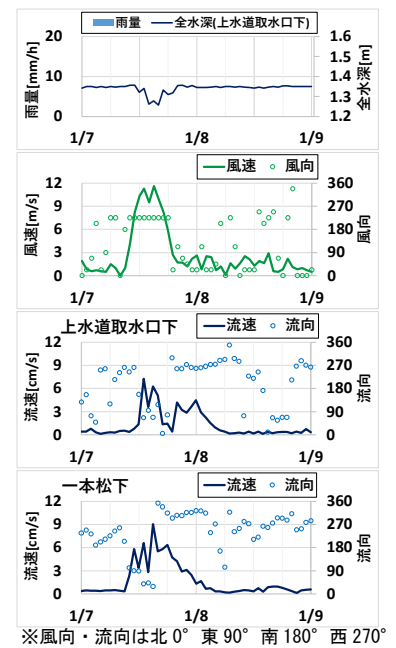 雨量 全水深(上水道取水口下)
雨量[mm/h]
20
10
0
全水深[m]
1.6
1.5
1.4
1.3
1.2
1/7 1/8 1/9
風速 風向
風速[m/s]
12
9
6
3
0
風向
360
270
180
90
0
1/7 1/8 1/9
上水道取水口下 流速 流向
流速[cm/s]
12
9
6
3
0
流向
360
270
180
90
0
1/7 1/8 1/9
一本松下 流速 流向
流速[cm/s]
12
9
6
3
0
流向
360
270
180
90
0
1/7 1/8 1/9
※風向・流向は北 0° 東 90° 南 180° 西 270°